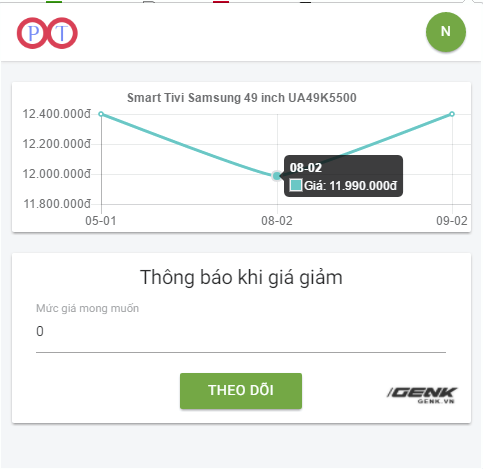 PT
N
Smart Tivi Samsung 49 inch UA49K5500
12.400.000đ
12.200.000đ
12.000.000đ
11.800.000đ
08-02
Giá: 11.990.000đ
05-01 08-02 09-02
Thông báo khi giá giảm
Mức giá mong muốn
0
THEO DÕI
GENK
GENK.VN